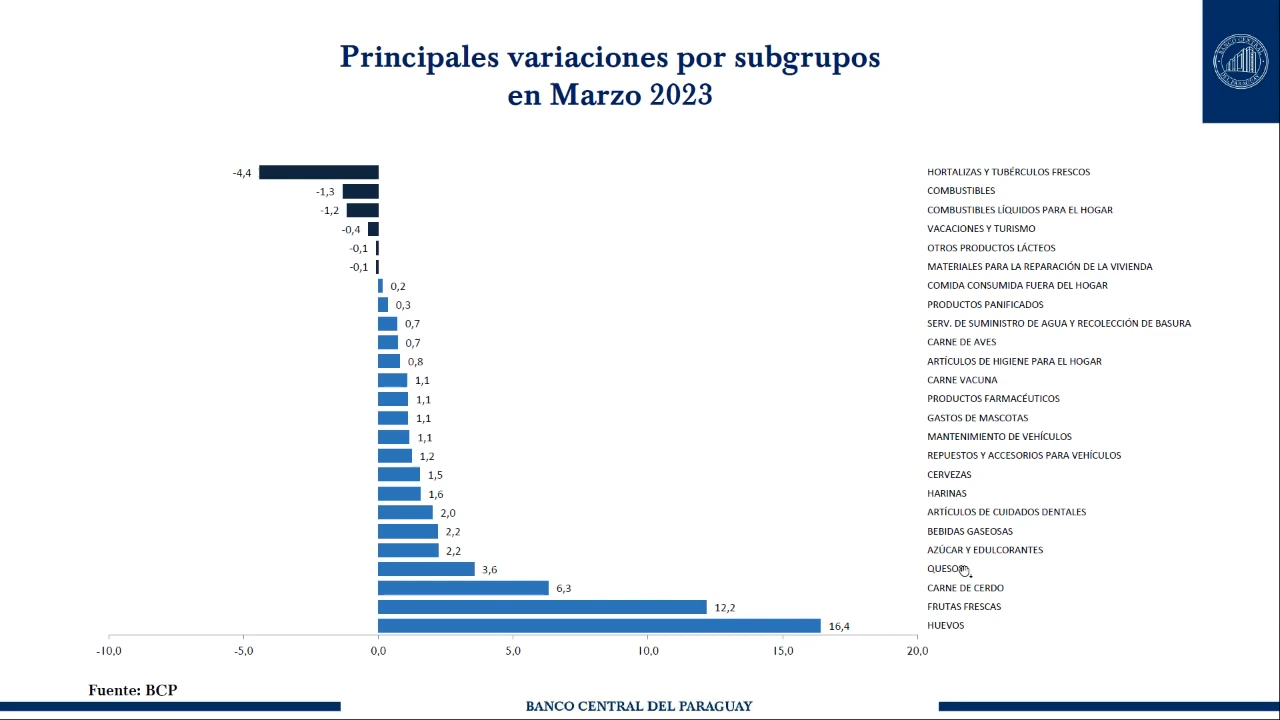 Principales variaciones por subgrupos
en Marzo 2023
BANCO CENTRAL
DEL PARAGUAY
-4,4 HORTALIZAS Y TUBÉRCULOS FRESCOS
-1,3 COMBUSTIBLES
-1,2 COMBUSTIBLES LÍQUIDOS PARA EL HOGAR
-0,4 VACACIONES Y TURISMO
-0,1 OTROS PRODUCTOS LÁCTEOS
-0,1 MATERIALES PARA LA REPARACIÓN DE LA VIVIENDA
0,2 COMIDA CONSUMIDA FUERA DEL HOGAR
0,3 PRODUCTOS PANIFICADOS
0,7 SERV. DE SUMINISTRO DE AGUA Y RECOLECCIÓN DE BASURA
0,7 CARNE DE AVES
0,8 ARTÍCULOS DE HIGIENE PARA EL HOGAR
1,1 CARNE VACUNA
1,1 PRODUCTOS FARMACÉUTICOS
1,1 GASTOS DE MASCOTAS
1,1 MANTENIMIENTO DE VEHÍCULOS
1,2 REPUESTOS Y ACCESORIOS PARA VEHÍCULOS
1,5 CERVEZAS
1,6 HARINAS
2,0 ARTÍCULOS DE CUIDADOS DENTALES
2,2 BEBIDAS GASEOSAS
2,2 AZÚCAR Y EDULCORANTES
3,6 QUESOS
6,3 CARNE DE CERDO
12,2 FRUTAS FRESCAS
16,4 HUEVOS
-10,0 -5,0 0,0 5,0 10,0 15,0 20,0
Fuente: BCP
BANCO CENTRAL DEL PARAGUAY